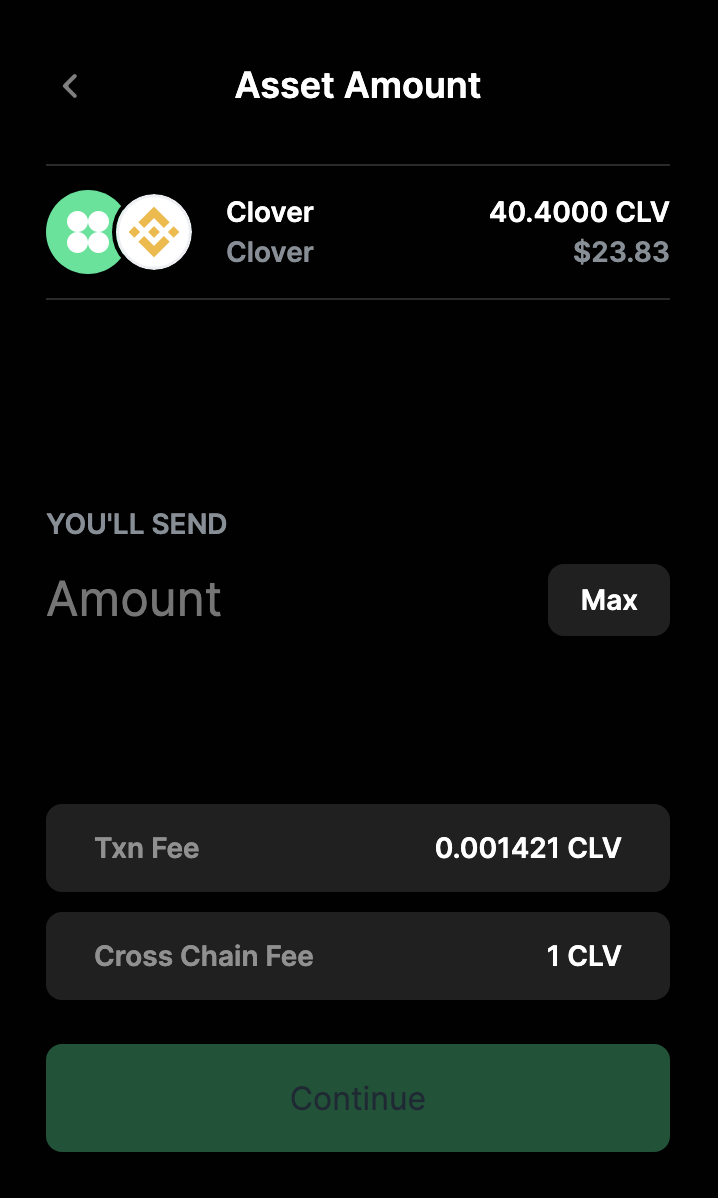 Asset Amount
Clover 40.4000 CLV
Clover $23.83
YOU'LL SEND
Amount Max
Txn Fee 0.001421 CLV
Cross Chain Fee 1 CLV
Continue